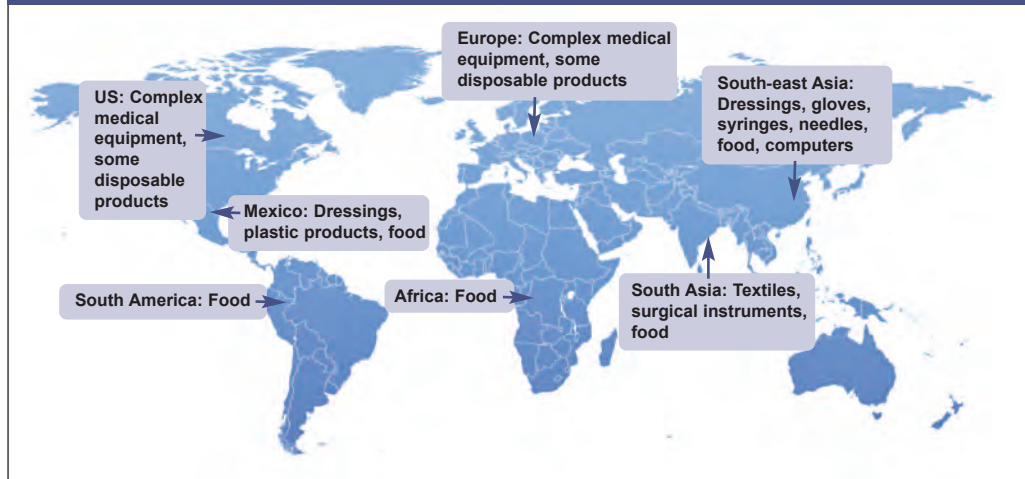 Europe: Complex medical
equipment, some
disposable products
US: Complex
medical
equipment,
some
disposable
products
South-east Asia:
Dressings, gloves,
syringes, needles,
food, computers
Mexico: Dressings,
plastic products, food
South America: Food
Africa: Food
South Asia: Textiles,
surgical instruments,
food